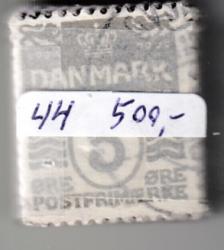 DANMARK
44 500,-
ØRE ØRE
POSTFRIMÆRKE